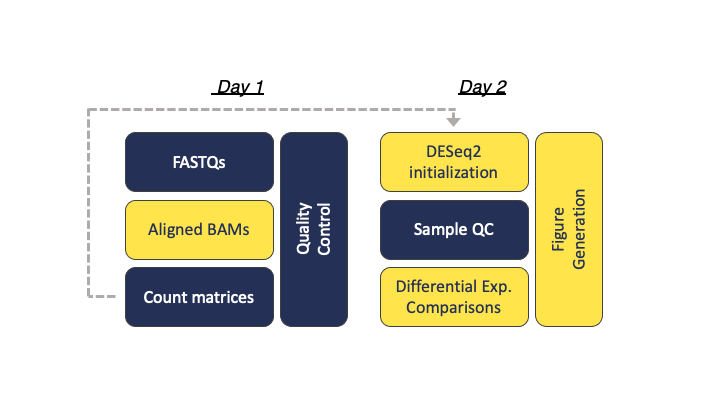 Day 1
Day 2
FASTQs
Aligned BAMs
Count matrices
Quality
Control
DESeq2
initialization
Sample QC
Differential Exp.
Comparisons
Figure
Generation